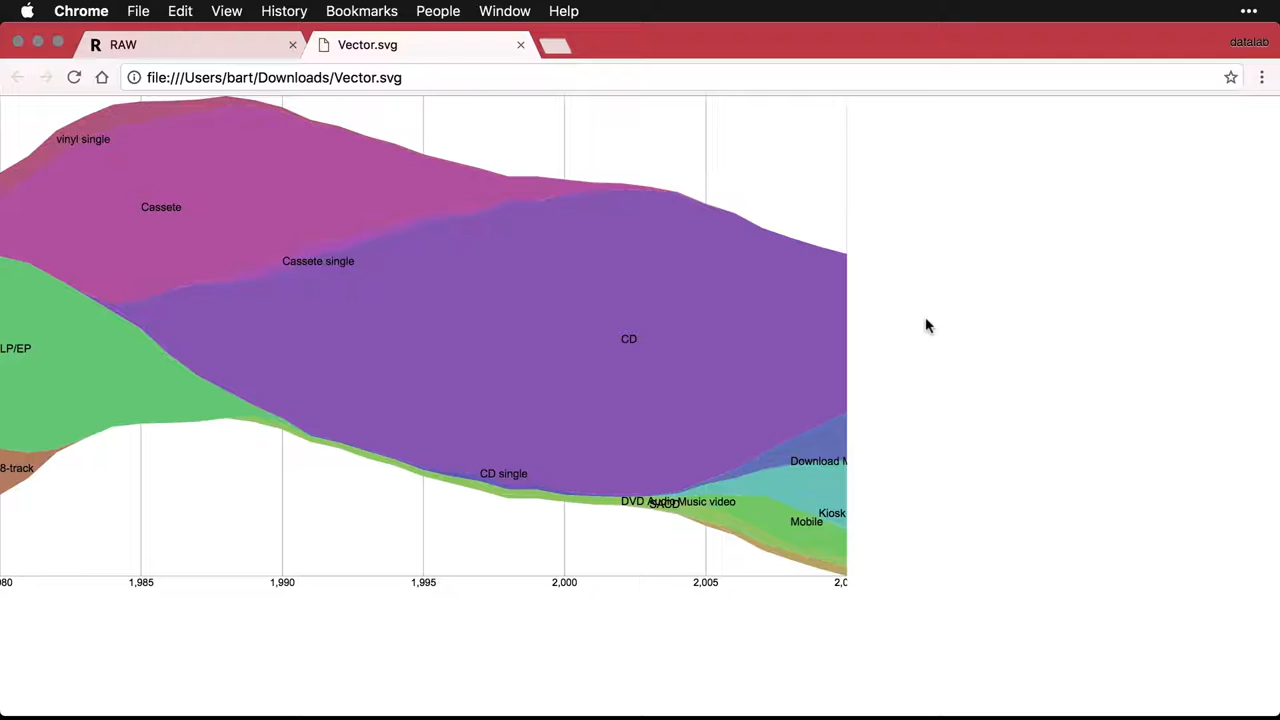 Chrome File Edit View History Bookmarks People Window Help
RAW
Vector.svg
datalab
file:///Users/bart/Downloads/Vector.svg
vinyl single
Cassete
Cassete single
CD
LP/EP
8-track
CD single
DVD Audio Music video
SACD
Download M
Kiosk
Mobile
80 1,985 1,990 1,995 2,000 2,005 2,0